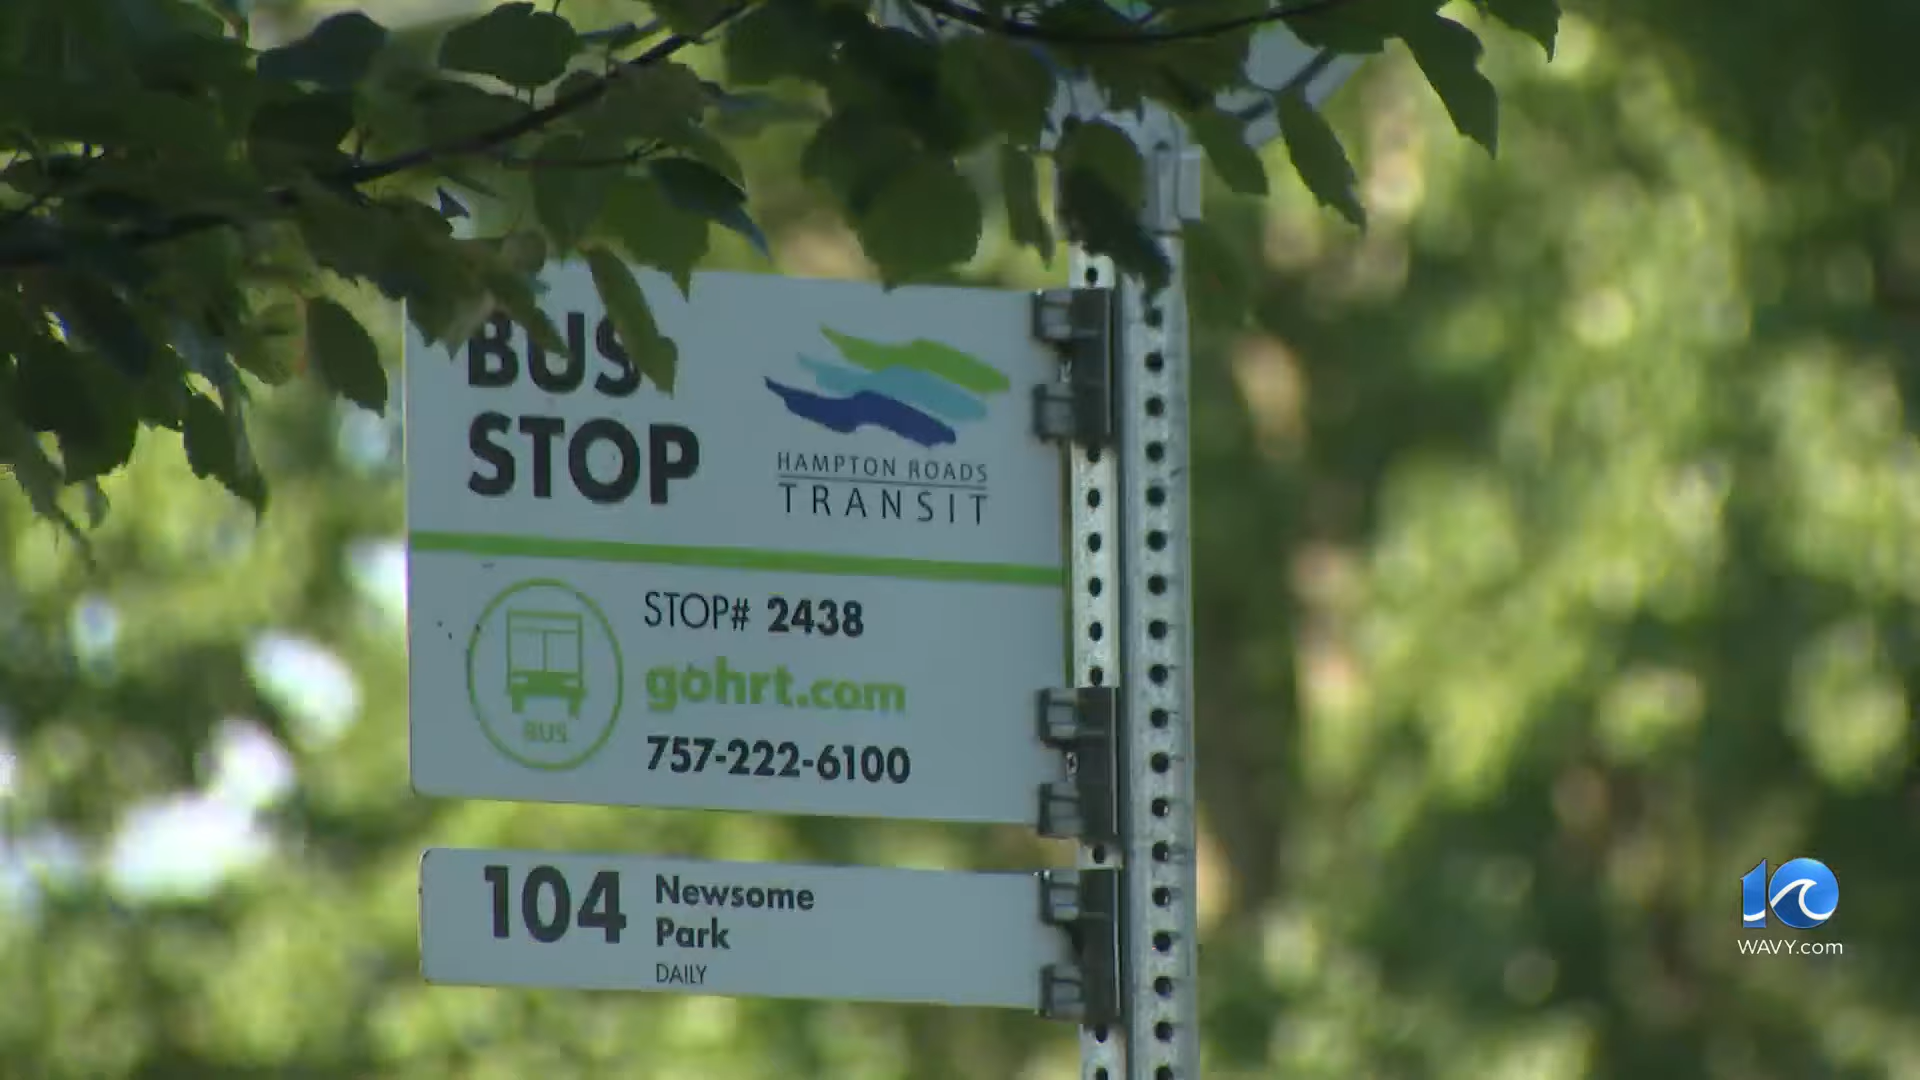 BUS
STOP
HAMPTON ROADS
TRANSIT
STOP# 2438
gohrt.com
757-222-6100
BUS
104
Newsome
Park
DAILY
10
WAVY.com